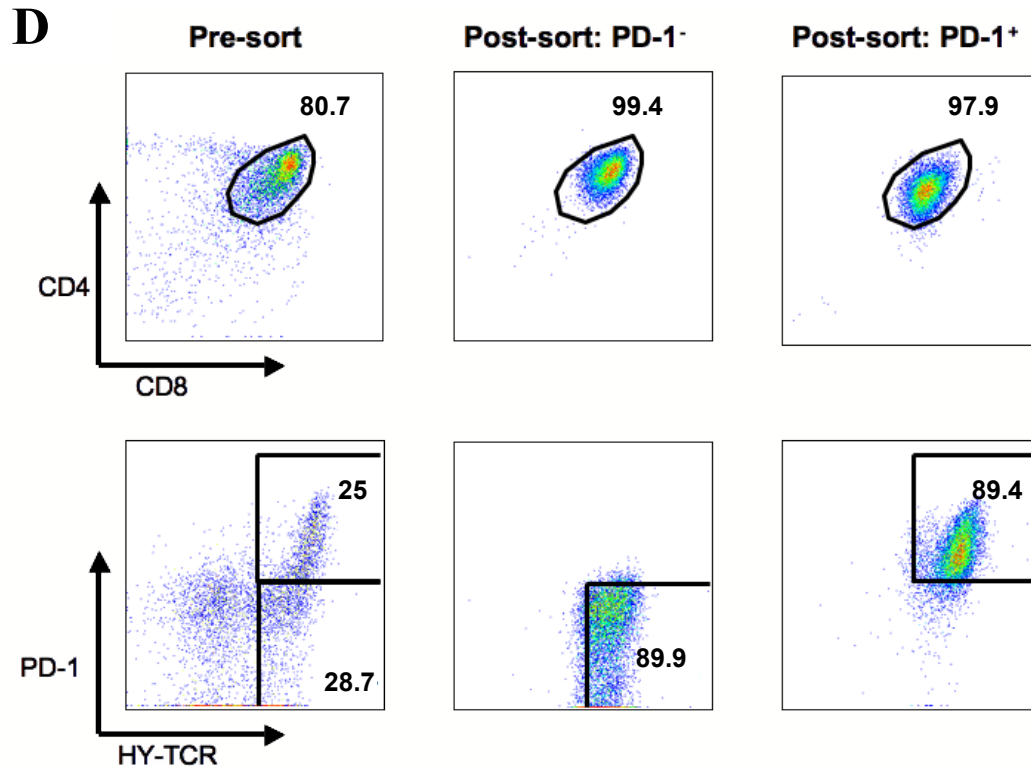 D
Pre-sort
Post-sort: PD-1⁻
Post-sort: PD-1⁺
80.7
99.4
97.9
CD4
CD8
25
89.4
89.9
28.7
PD-1
HY-TCR